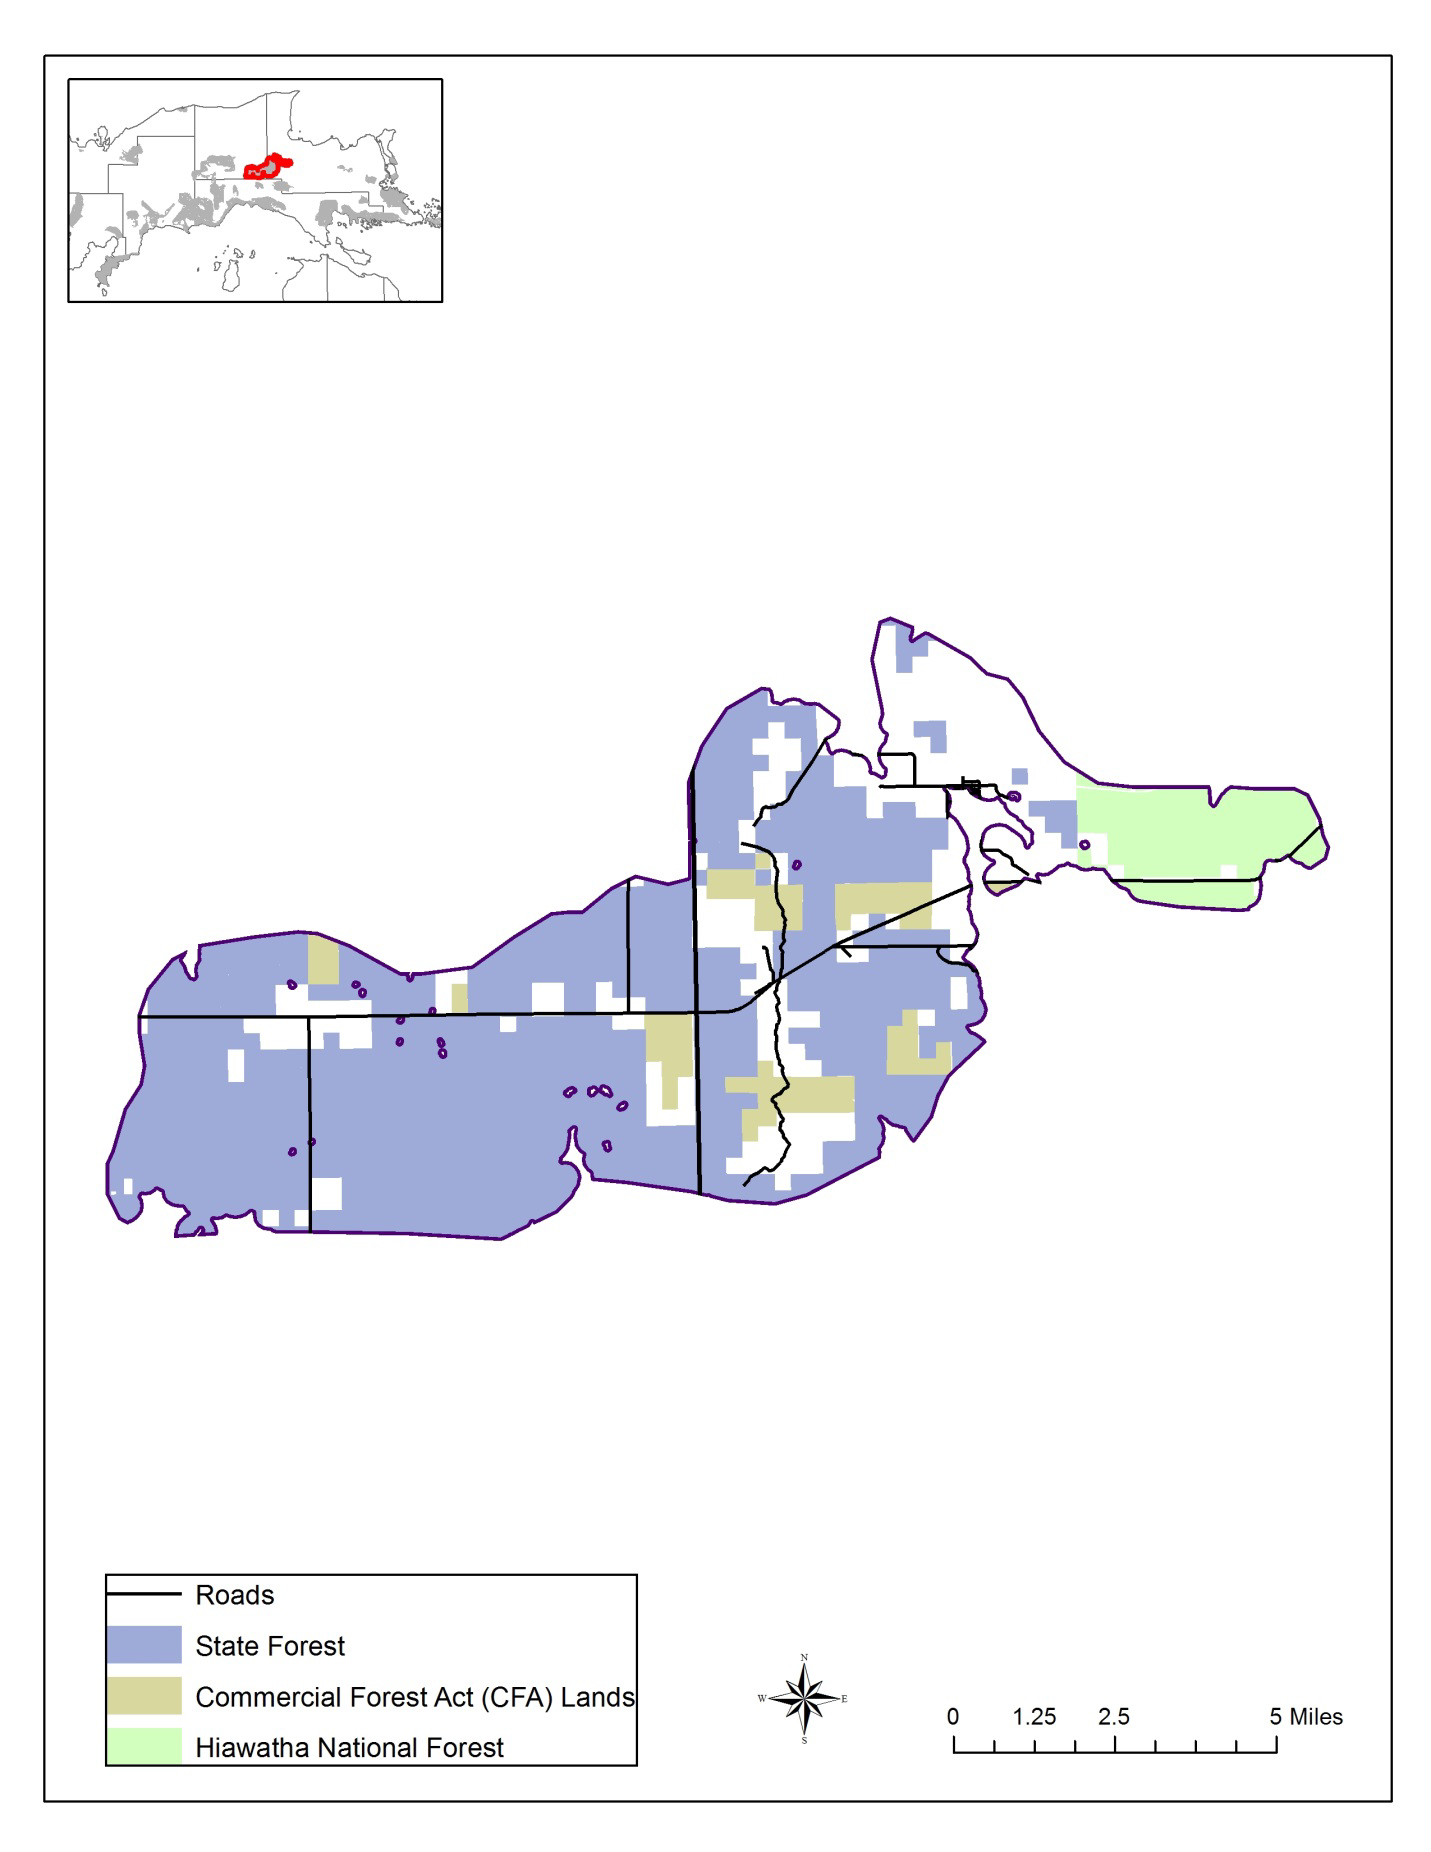 Roads
State Forest
Commercial Forest Act (CFA) Lands
Hiawatha National Forest
N
W E
S
0 1.25 2.5 5 Miles